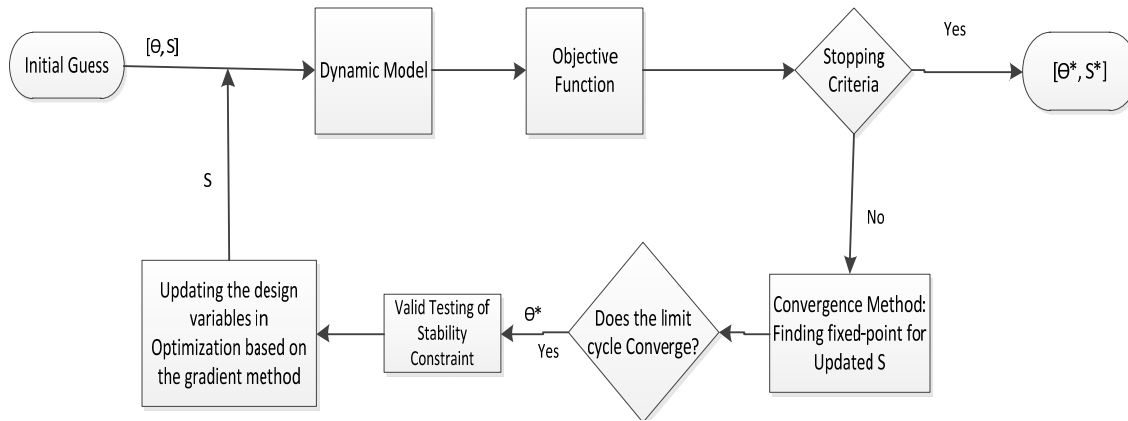 Initial Guess
[ϴ, S]
Dynamic Model
Objective
Function
Stopping
Criteria
Yes
[ϴ*, S*]
No
Convergence Method:
Finding fixed-point for
Updated S
Does the limit
cycle Converge?
ϴ*
Yes
Valid Testing of
Stability
Constraint
Updating the design
variables in
Optimization based on
the gradient method
S